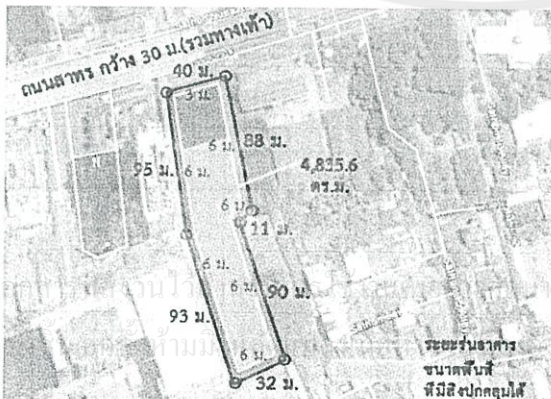 ถนนสาทร กว้าง 30 ม.(รวมทางเท้า)
40 ม.
3 ม.
88 ม.
6 ม.
95 ม.
6 ม.
4,835.6
ตร.ม.
6 ม.
11 ม.
6 ม.
6 ม.
90 ม.
93 ม.
6 ม.
32 ม.
ระยะร่นอาคาร
ขนาดพื้นที่
ที่มีสิ่งปกคลุมได้